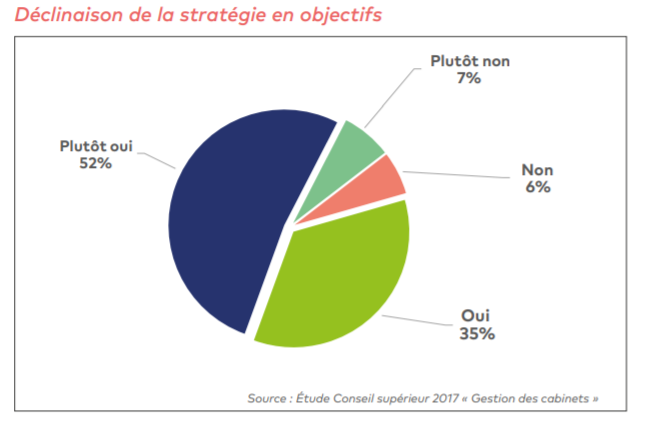 Déclinaison de la stratégie en objectifs
Plutôt non
7%
Plutôt oui
52%
Non
6%
Oui
35%
Source : Étude Conseil supérieur 2017 « Gestion des cabinets »